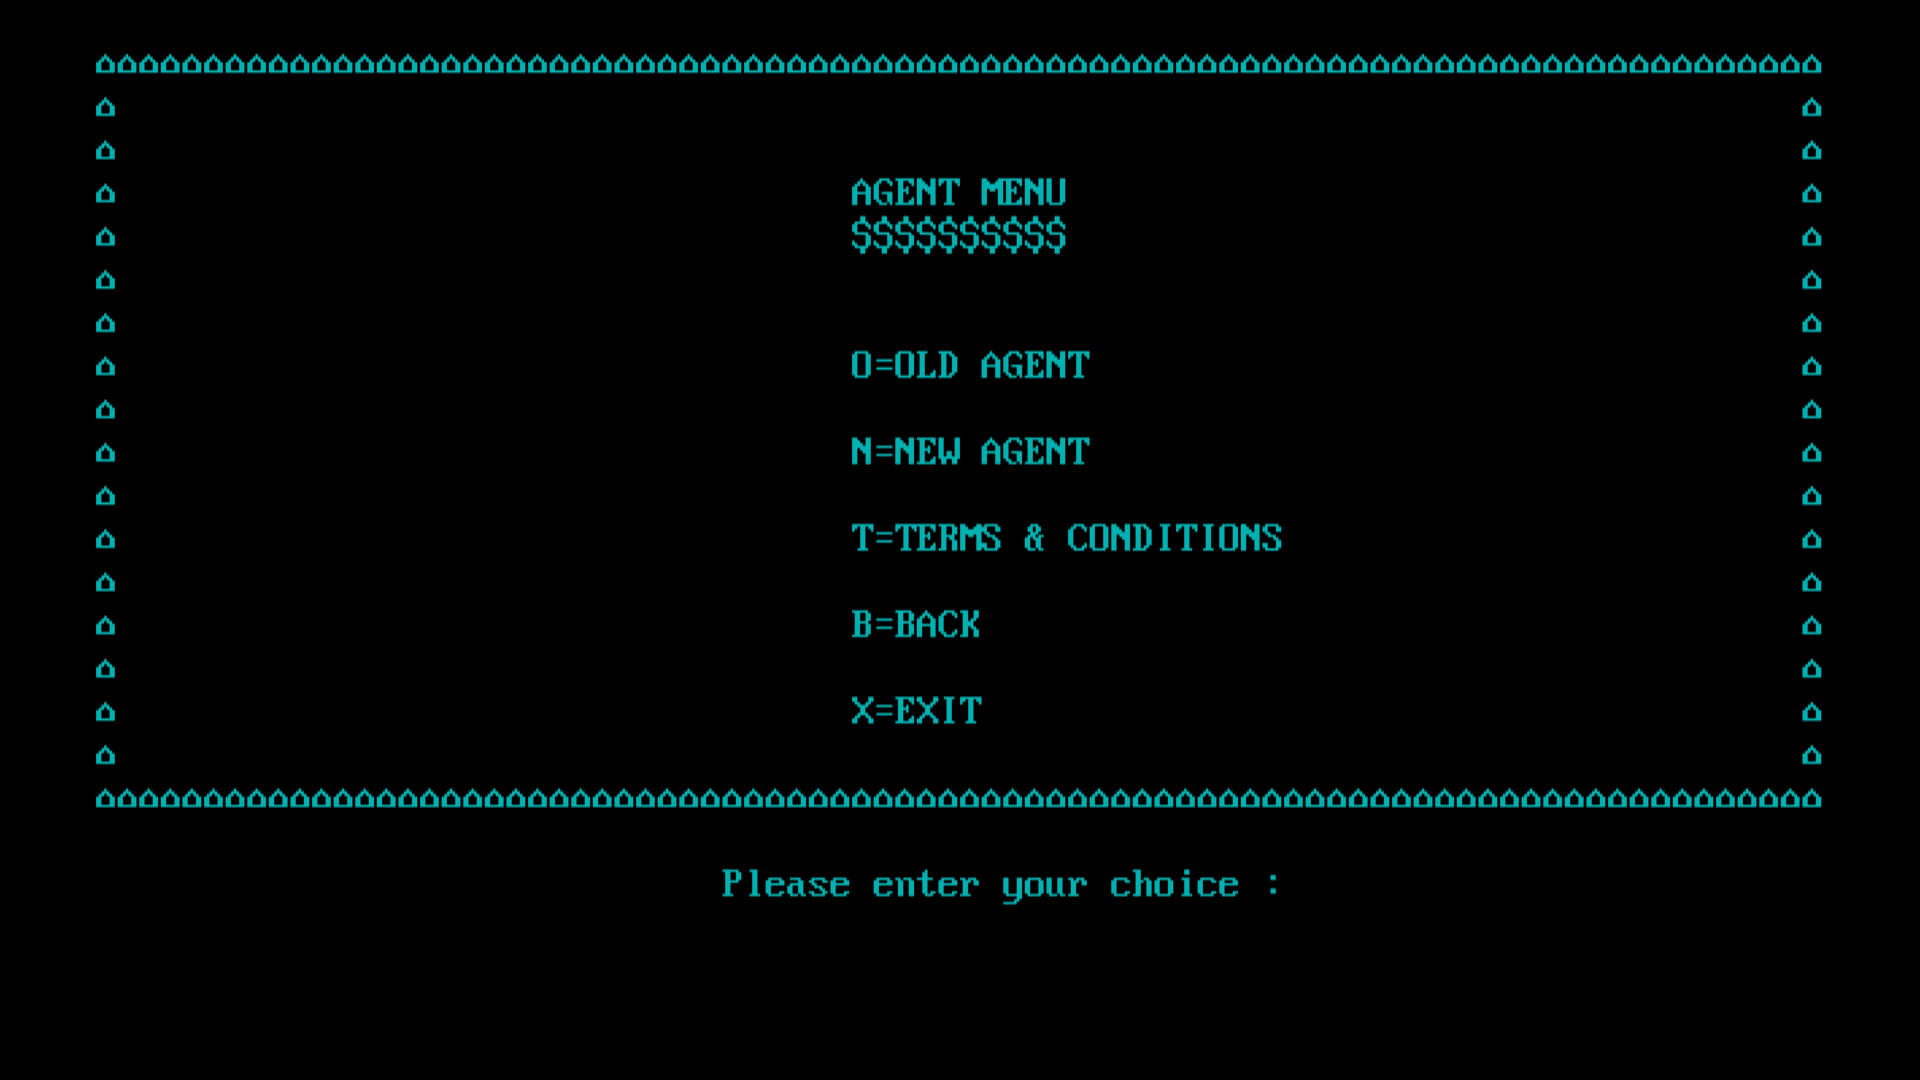 AGENT MENU
$$$$$$$$$$
O=OLD AGENT
N=NEW AGENT
T=TERMS & CONDITIONS
B=BACK
X=EXIT
Please enter your choice :